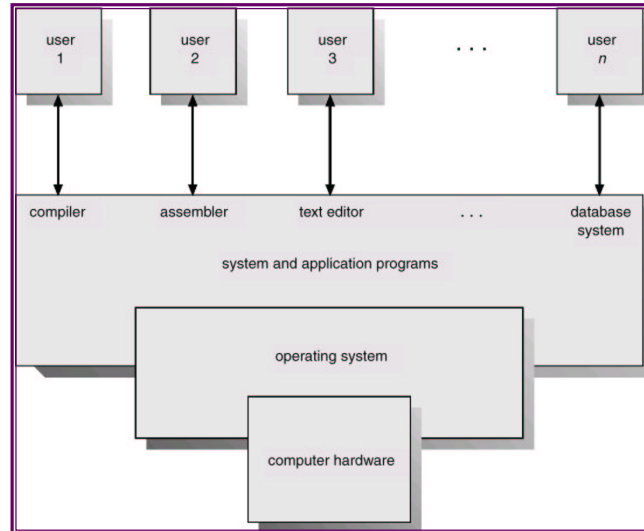 user
1
user
2
user
3
. . .
user
n
compiler
assembler
text editor
. . .
database
system
system and application programs
operating system
computer hardware